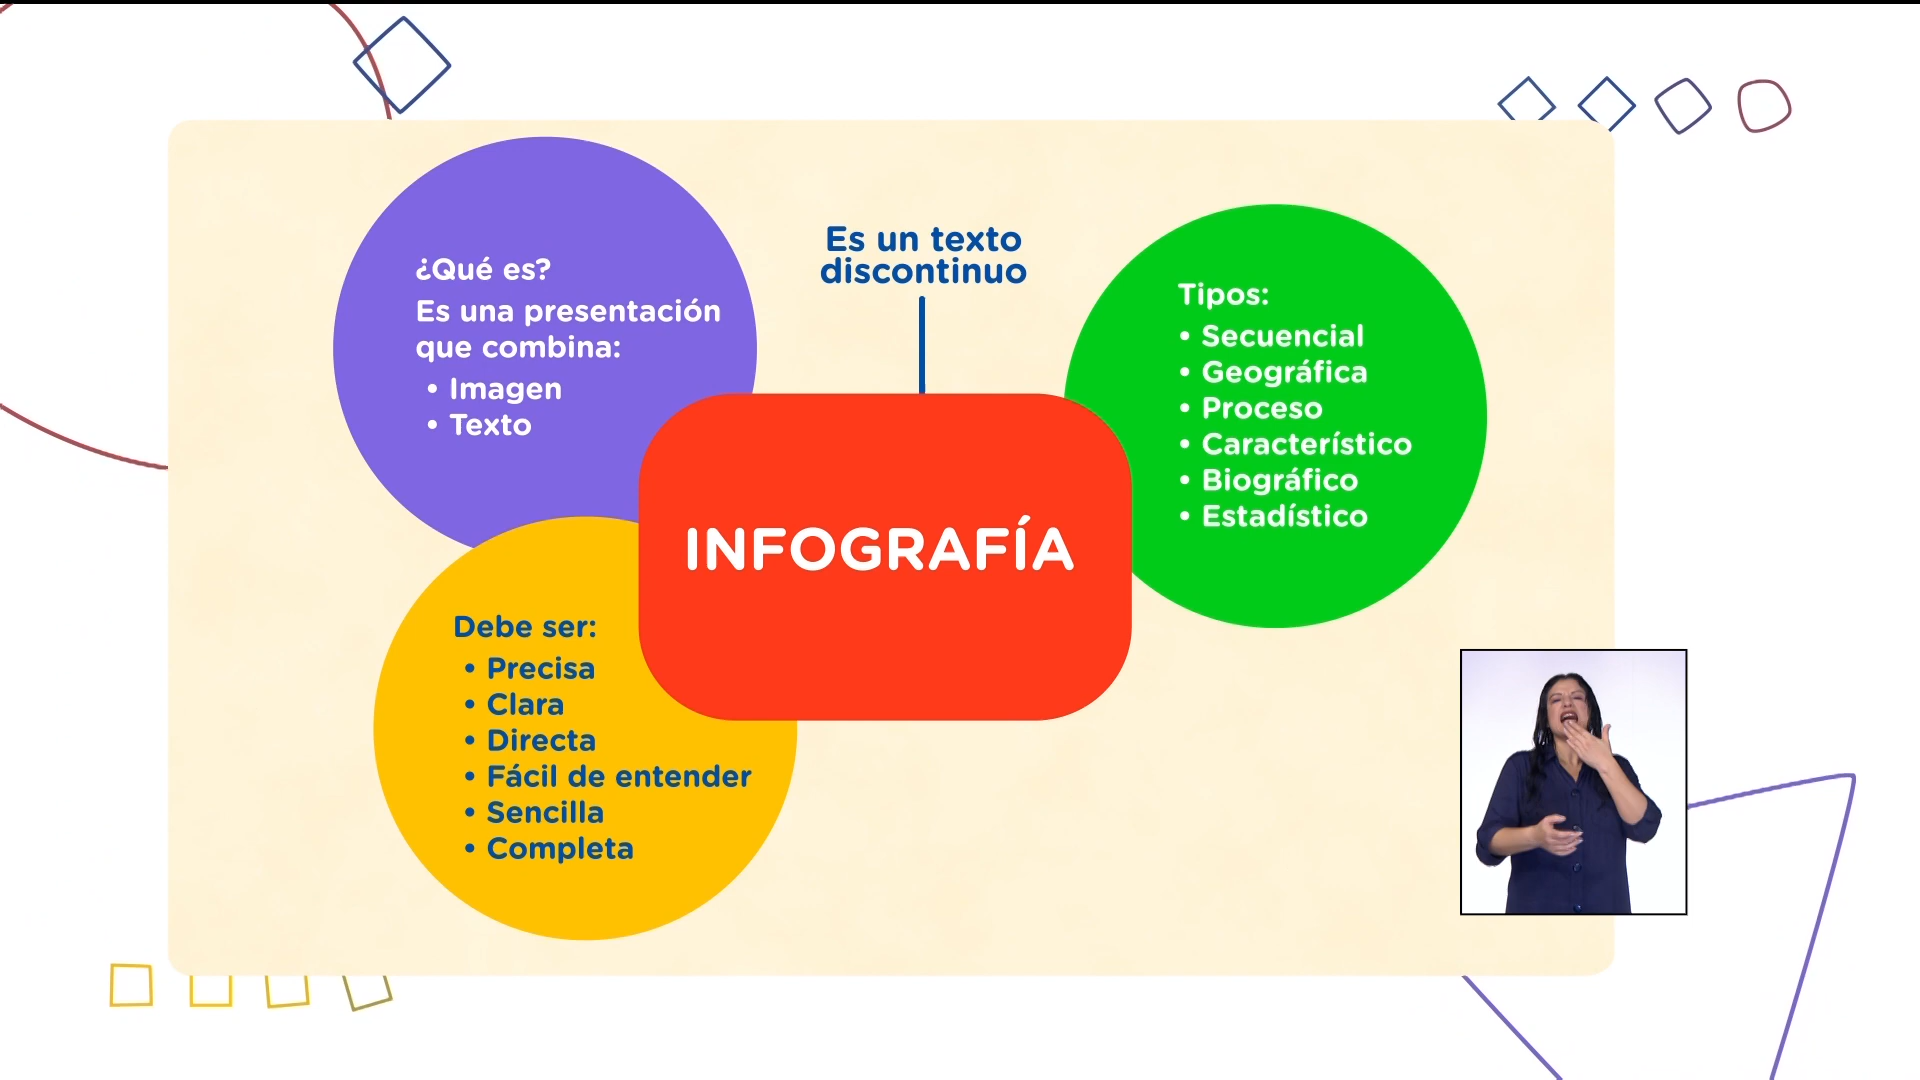 ¿Qué es?
Es una presentación
que combina:
• Imagen
• Texto
Es un texto
discontinuo
Tipos:
• Secuencial
• Geográfica
• Proceso
• Característico
• Biográfico
• Estadístico
INFOGRAFÍA
Debe ser:
• Precisa
• Clara
• Directa
• Fácil de entender
• Sencilla
• Completa